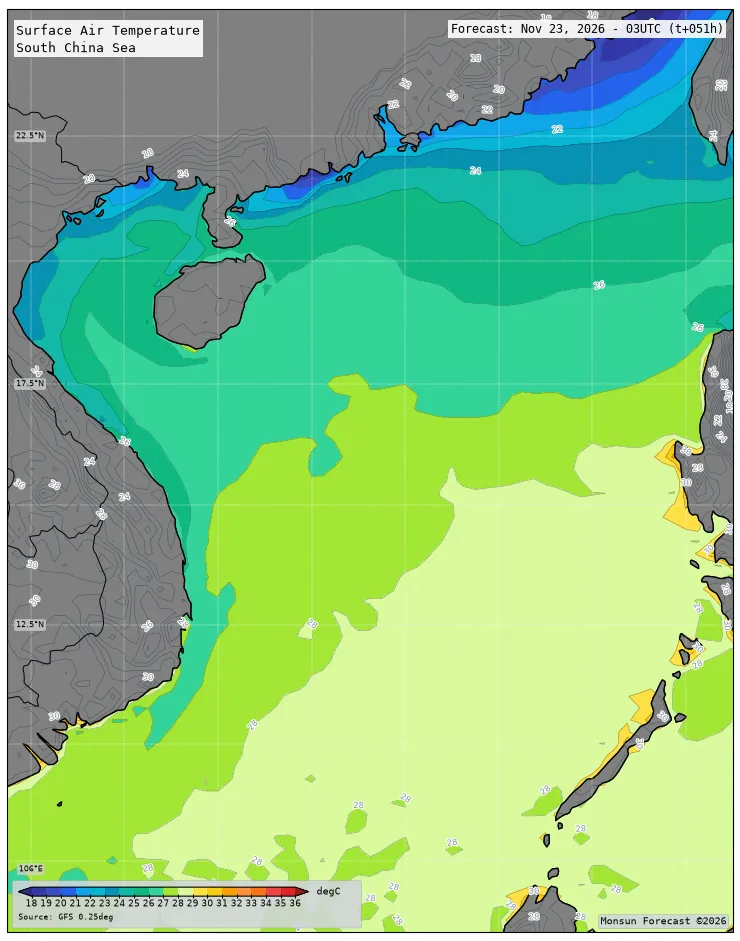 Surface Air Temperature
South China Sea
Forecast: Nov 23, 2026 - 03UTC (t+051h)
22.5°N
17.5°N
12.5°N
106°E
18 19 20 21 22 23 24 25 26 27 28 29 30 31 32 33 34 35 36
degC
Source: GFS 0.25deg
Monsun Forecast ©2026